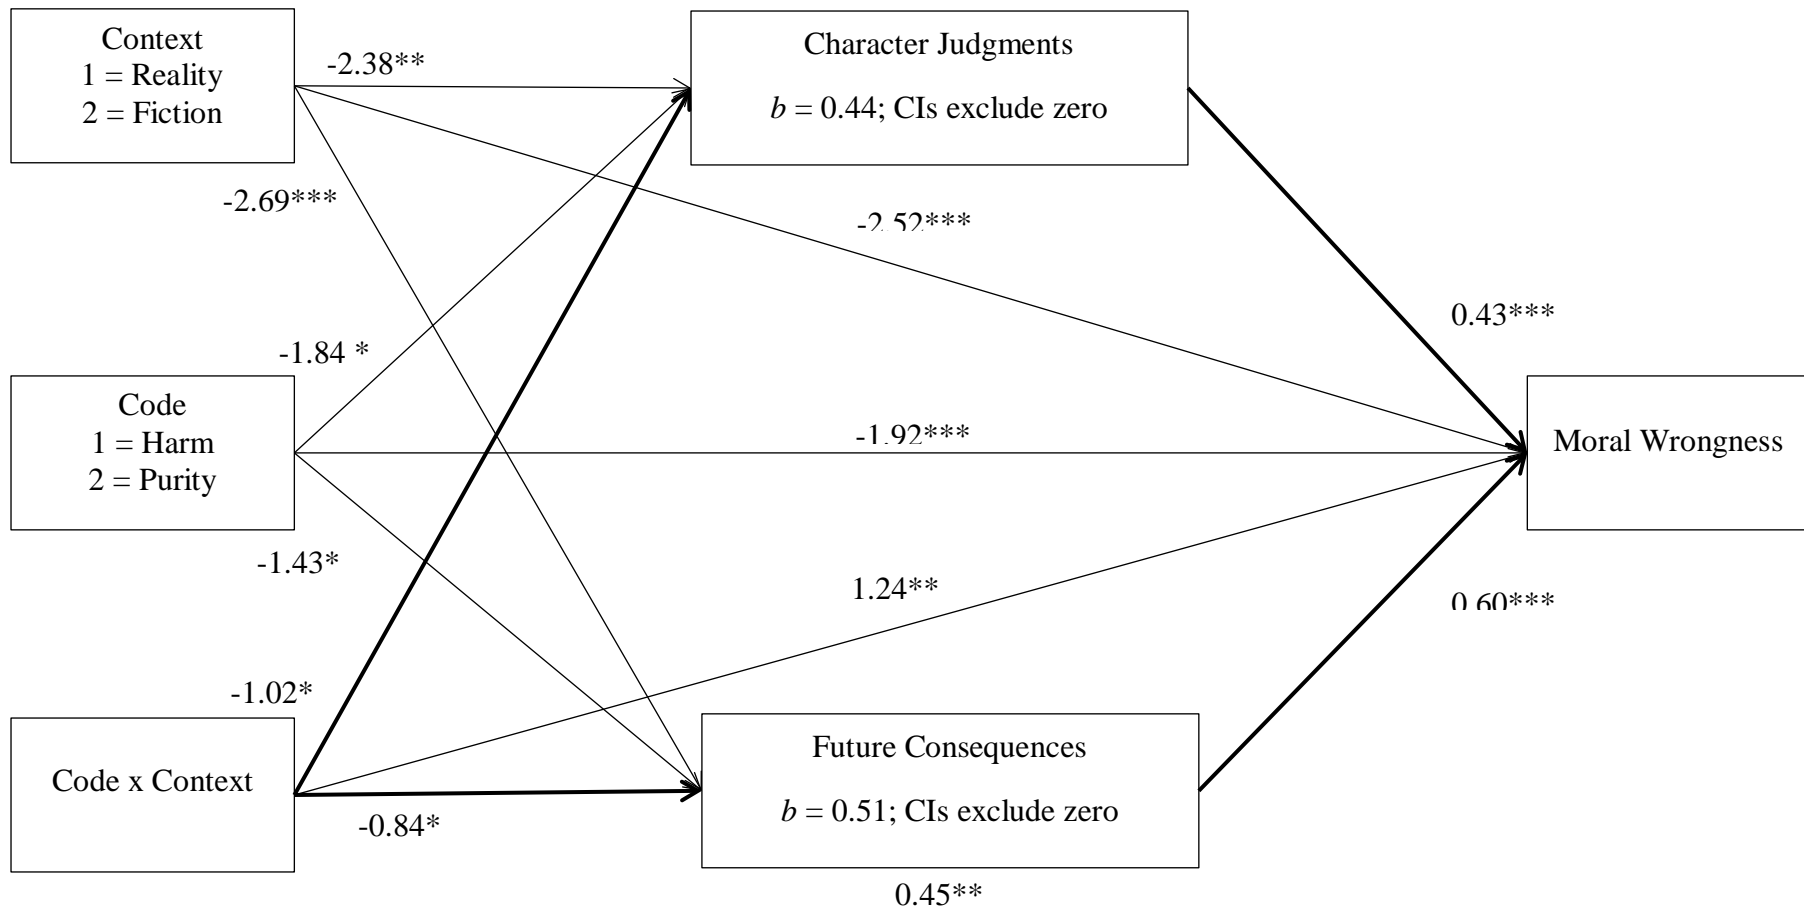 Context
1 = Reality
2 = Fiction
-2.38**
Character Judgments
b = 0.44; CIs exclude zero
-2.69***
-2.52***
0.43***
-1.84 *
Code
1 = Harm
2 = Purity
-1.92***
Moral Wrongness
-1.43*
1.24**
0.60***
-1.02*
Code x Context
-0.84*
Future Consequences
b = 0.51; CIs exclude zero
0.45**